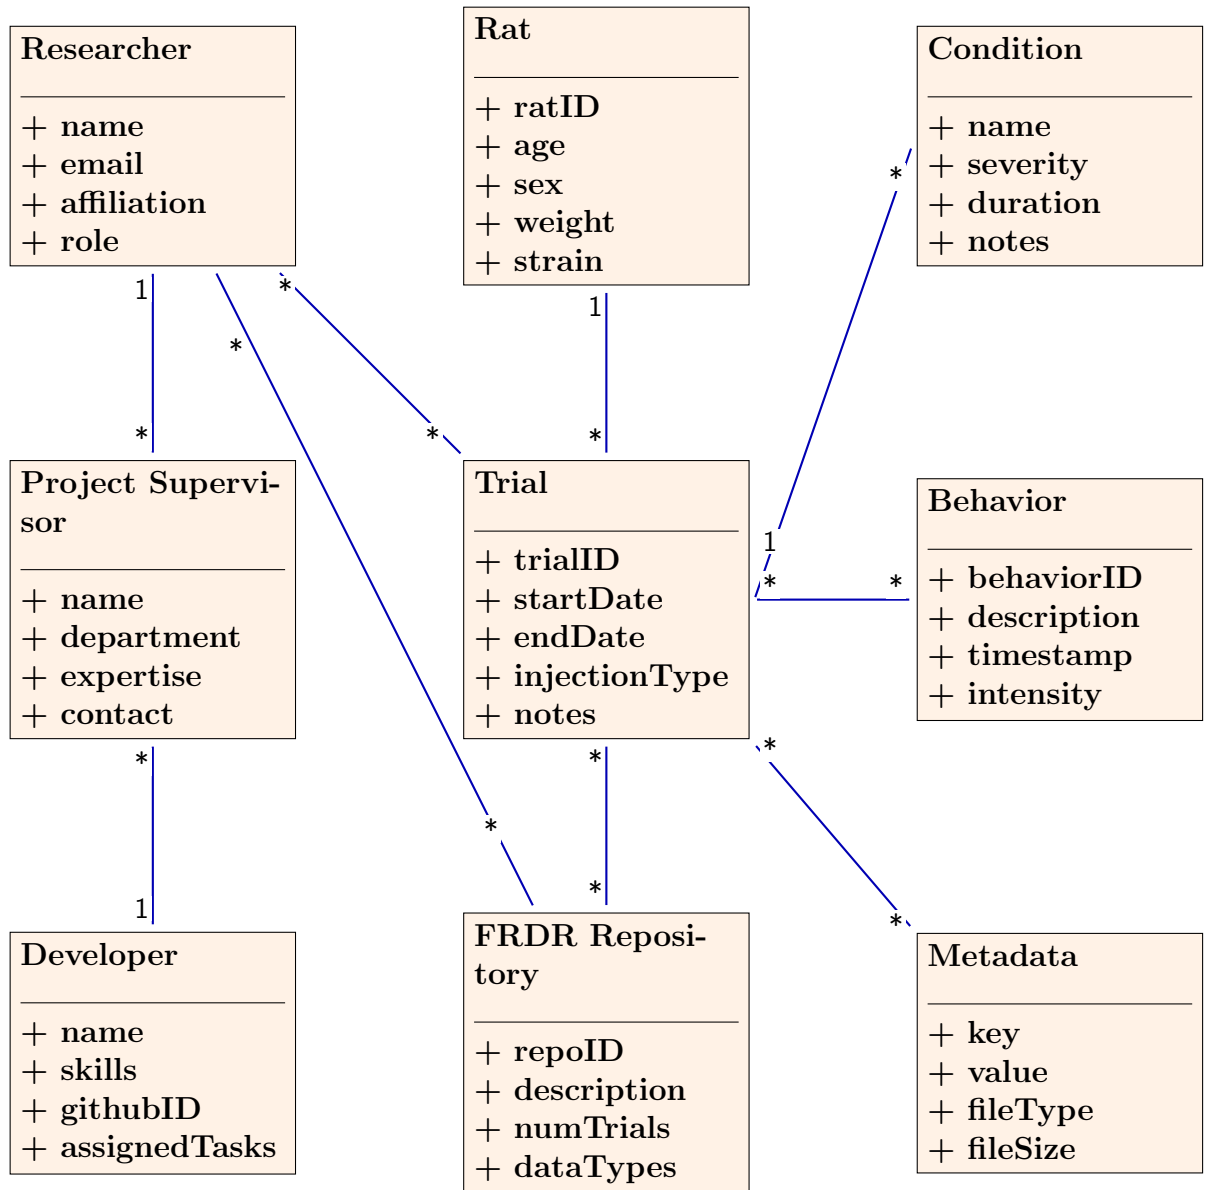 Researcher
+ name
+ email
+ affiliation
+ role
Rat
+ ratID
+ age
+ sex
+ weight
+ strain
Condition
+ name
+ severity
+ duration
+ notes
1
*
*
*
1
*
*
*
1
Project Supervi-
sor
+ name
+ department
+ expertise
+ contact
Trial
+ trialID
+ startDate
+ endDate
+ injectionType
+ notes
*
*
Behavior
+ behaviorID
+ description
+ timestamp
+ intensity
*
*
*
*
1
*
*
Developer
+ name
+ skills
+ githubID
+ assignedTasks
FRDR Reposi-
tory
+ repoID
+ description
+ numTrials
+ dataTypes
Metadata
+ key
+ value
+ fileType
+ fileSize